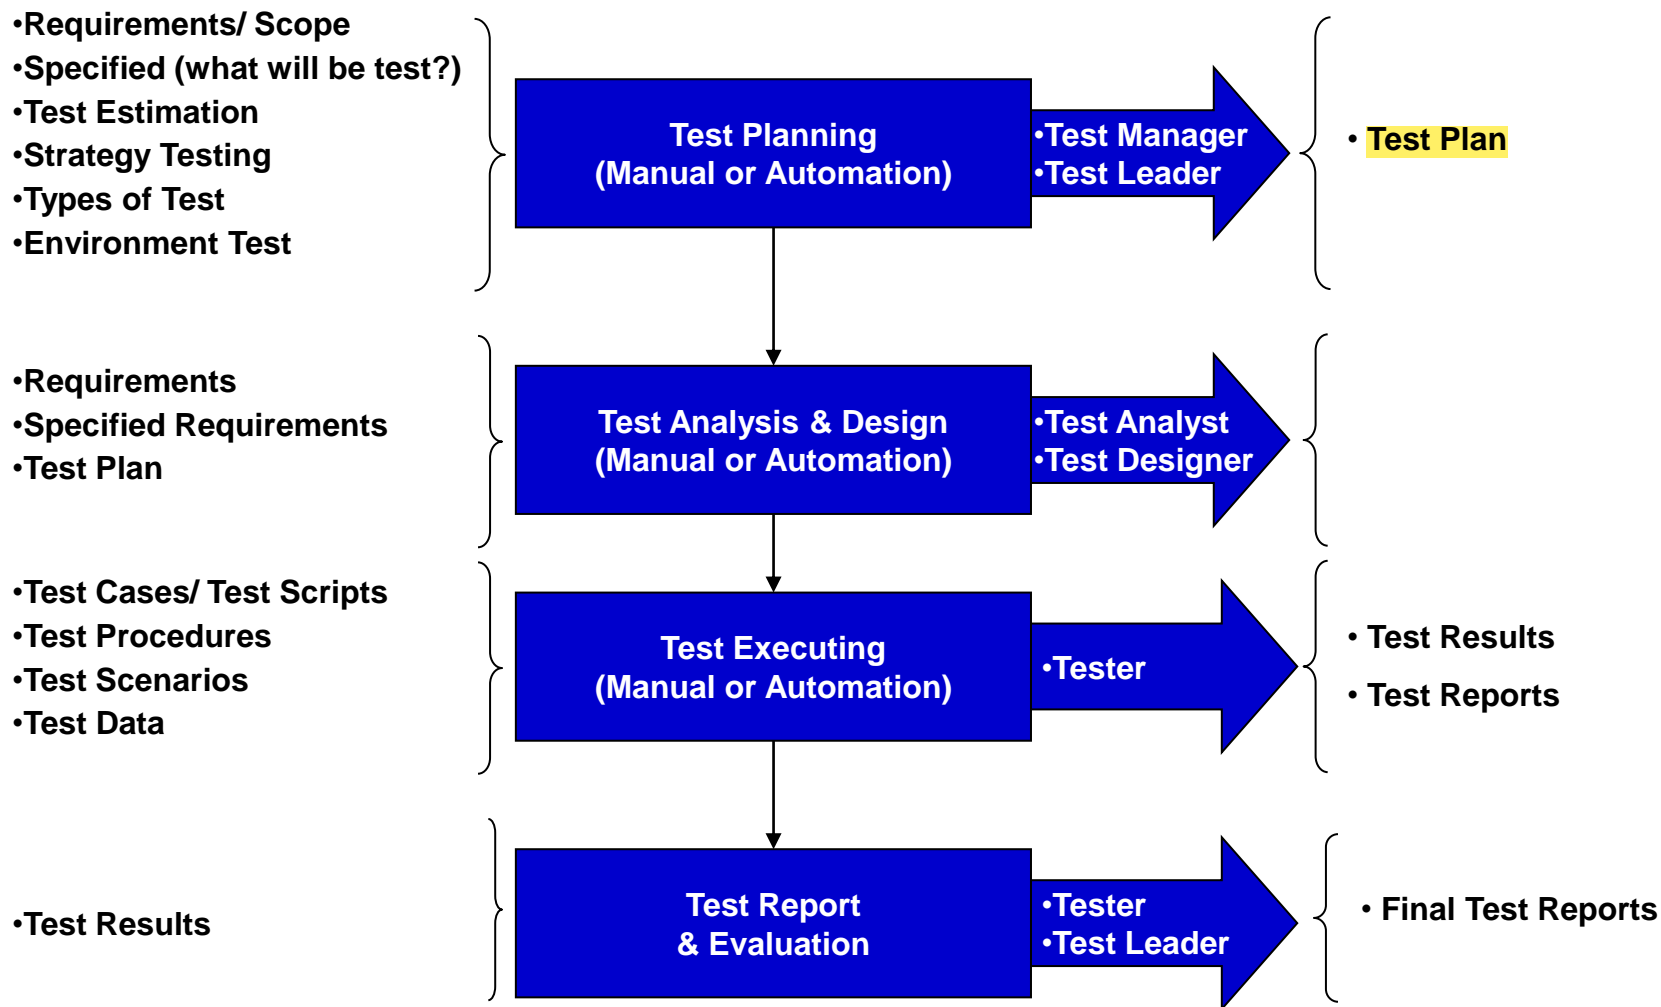 •Requirements/ Scope
•Specified (what will be test?)
•Test Estimation
•Strategy Testing
•Types of Test
•Environment Test
Test Planning
(Manual or Automation)
•Test Manager
•Test Leader
• Test Plan
•Requirements
•Specified Requirements
•Test Plan
Test Analysis & Design
(Manual or Automation)
•Test Analyst
•Test Designer
•Test Cases/ Test Scripts
•Test Procedures
•Test Scenarios
•Test Data
Test Executing
(Manual or Automation)
•Tester
• Test Results
• Test Reports
•Test Results
Test Report
& Evaluation
•Tester
•Test Leader
• Final Test Reports